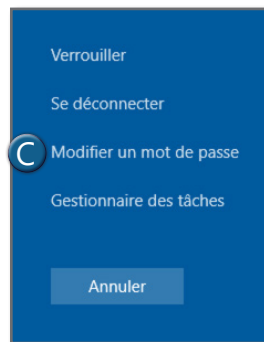 Verrouiller
Se déconnecter
C Modifier un mot de passe
Gestionnaire des tâches
Annuler